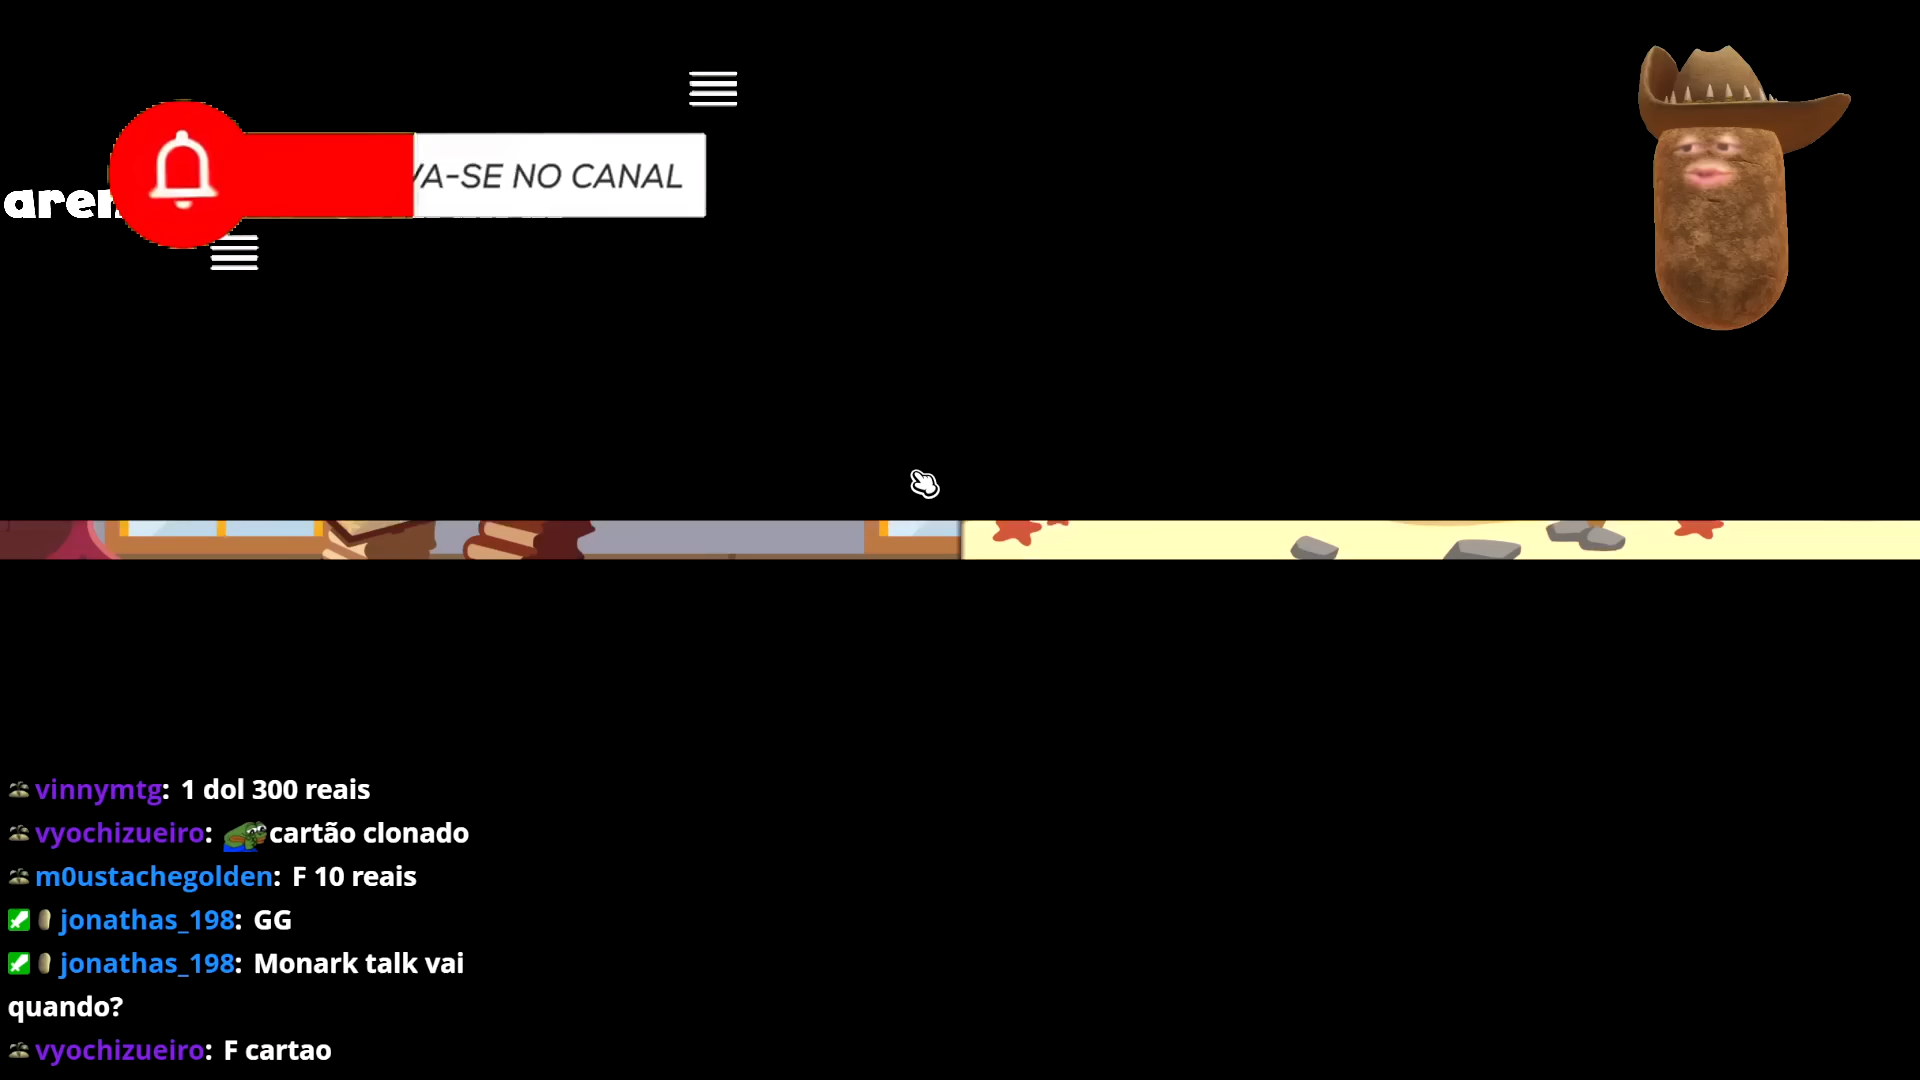 VA-SE NO CANAL
vinnymtg: 1 dol 300 reais
vyochizueiro: cartão clonado
m0ustachegolden: F 10 reais
jonathas_198: GG
jonathas_198: Monark talk vai
quando?
vyochizueiro: F cartao